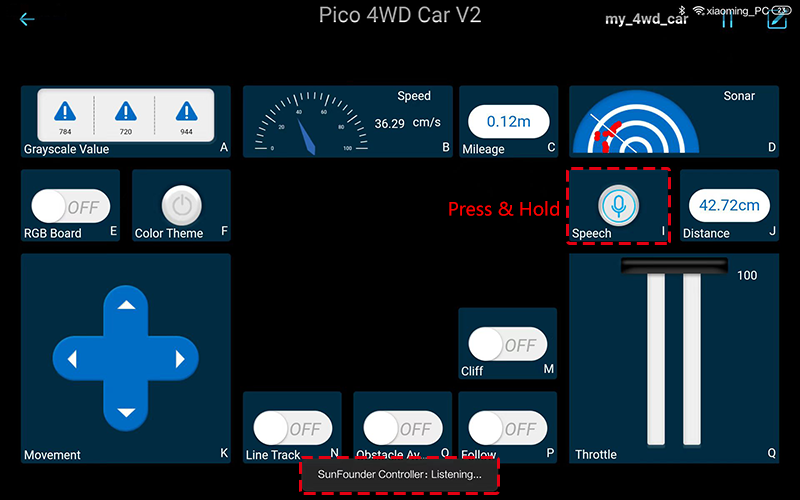 Pico 4WD Car V2
my_4wd_car
xiaoming_PC
23
784 720 944
Grayscale Value A
0 20 40 60 80 100
Speed
36.29 cm/s
B
0.12m
Mileage C
Sonar
D
OFF
RGB Board E
Color Theme F
Press & Hold
Speech I
42.72cm
Distance J
Movement K
OFF
Cliff M
OFF
Line Track N
OFF
Obstacle Av... O
OFF
Follow P
100
Throttle Q
SunFounder Controller: Listening...